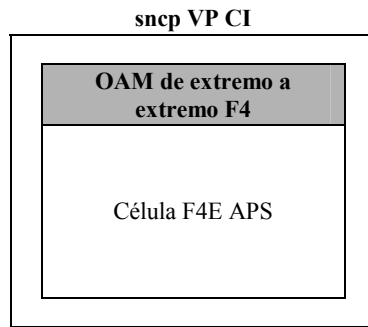 sncp VP CI
OAM de extremo a
extremo F4
Célula F4E APS